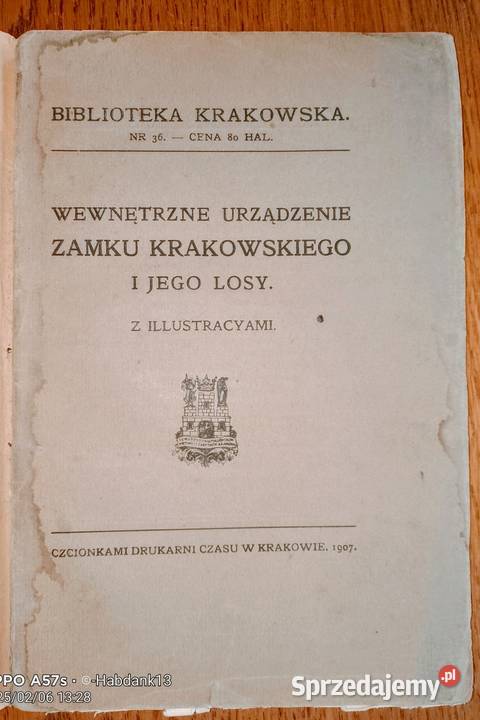 BIBLIOTEKA KRAKOWSKA.
NR 36. — CENA 80 HAL.
WEWNĘTRZNE URZĄDZENIE
ZAMKU KRAKOWSKIEGO
I JEGO LOSY.
Z ILLUSTRACYAMI.
CZCIONKAMI DRUKARNI CZASU W KRAKOWIE. 1907.
PPO A57s · © Habdank13
25/02/06 13:28
Sprzedajemy.pl